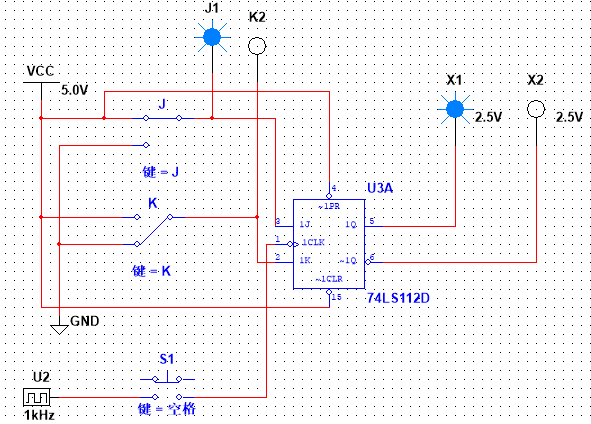 J1
K2
VCC
5.0V
X1
X2
2.5V
2.5V
J
键 = J
4
U3A
~1PR
K
3
1J
1Q
5
1
1CLK
2
1K
~1Q
6
键 = K
~1CLR
15
74LS112D
GND
S1
U2
键 = 空格
1kHz